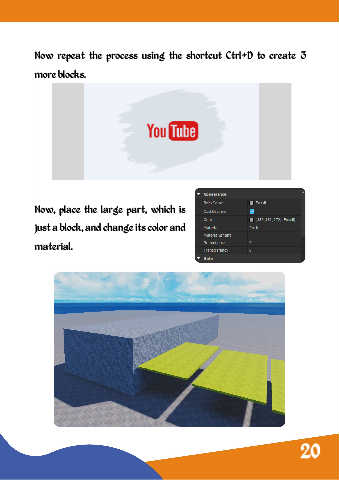 Now repeat the process using the shortcut Ctrl+D to create 3
more blocks.
YouTube
Now, place the large part, which is
just a block, and change its color and
material.
20